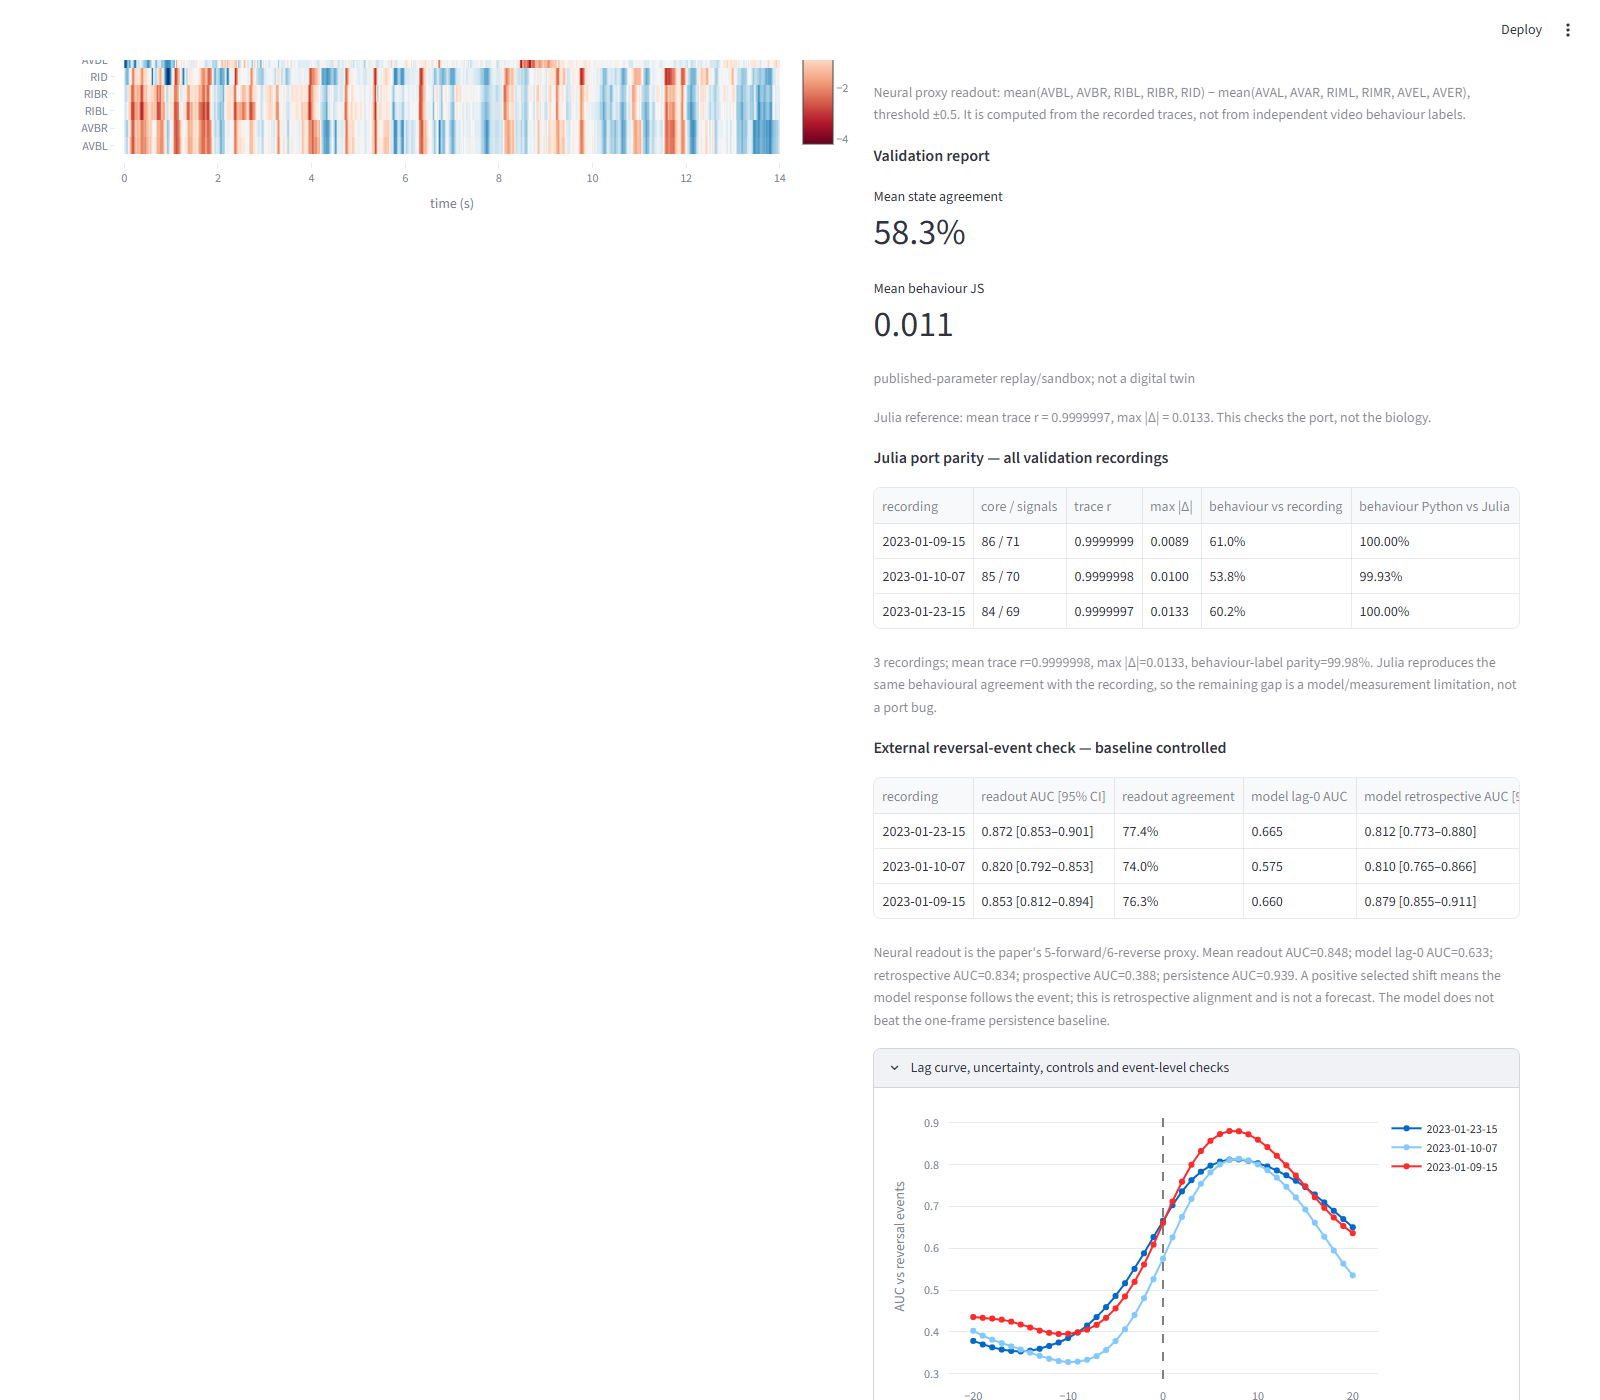 Deploy
AVDL
RID
RIBR
RIBL
AVBR
AVBL
−2
−4
0 2 4 6 8 10 12 14
time (s)
Neural proxy readout: mean(AVBL, AVBR, RIBL, RIBR, RID) − mean(AVAL, AVAR, RIML, RIMR, AVEL, AVER),
threshold ±0.5. It is computed from the recorded traces, not from independent video behaviour labels.
Validation report
Mean state agreement
58.3%
Mean behaviour JS
0.011
published-parameter replay/sandbox; not a digital twin
Julia reference: mean trace r = 0.9999997, max |Δ| = 0.0133. This checks the port, not the biology.
Julia port parity — all validation recordings
recording core / signals trace r max |Δ| behaviour vs recording behaviour Python vs Julia
2023-01-09-15 86 / 71 0.9999999 0.0089 61.0% 100.00%
2023-01-10-07 85 / 70 0.9999998 0.0100 53.8% 99.93%
2023-01-23-15 84 / 69 0.9999997 0.0133 60.2% 100.00%
3 recordings; mean trace r=0.9999998, max |Δ|=0.0133, behaviour-label parity=99.98%. Julia reproduces the
same behavioural agreement with the recording, so the remaining gap is a model/measurement limitation, not
a port bug.
External reversal-event check — baseline controlled
recording readout AUC [95% CI] readout agreement model lag-0 AUC model retrospective AUC [9
2023-01-23-15 0.872 [0.853–0.901] 77.4% 0.665 0.812 [0.773–0.880]
2023-01-10-07 0.820 [0.792–0.853] 74.0% 0.575 0.810 [0.765–0.866]
2023-01-09-15 0.853 [0.812–0.894] 76.3% 0.660 0.879 [0.855–0.911]
Neural readout is the paper's 5-forward/6-reverse proxy. Mean readout AUC=0.848; model lag-0 AUC=0.633;
retrospective AUC=0.834; prospective AUC=0.388; persistence AUC=0.939. A positive selected shift means the
model response follows the event; this is retrospective alignment and is not a forecast. The model does not
beat the one-frame persistence baseline.
Lag curve, uncertainty, controls and event-level checks
AUC vs reversal events
0.9
0.8
0.7
0.6
0.5
0.4
0.3
−20 −10 0 10 20
2023-01-23-15
2023-01-10-07
2023-01-09-15